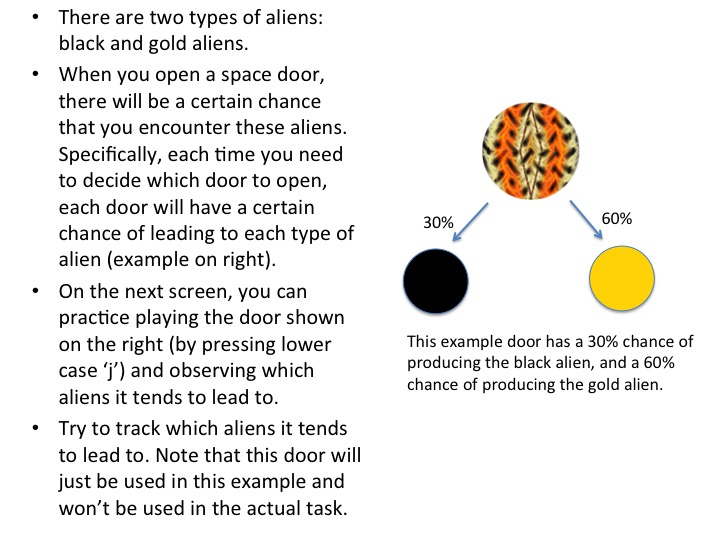 • There are two types of aliens:
black and gold aliens.
• When you open a space door,
there will be a certain chance
that you encounter these aliens.
Specifically, each time you need
to decide which door to open,
each door will have a certain
chance of leading to each type of
alien (example on right).
• On the next screen, you can
practice playing the door shown
on the right (by pressing lower
case ‘j’) and observing which
aliens it tends to lead to.
• Try to track which aliens it tends
to lead to. Note that this door will
just be used in this example and
won’t be used in the actual task.
30%
60%
This example door has a 30% chance of
producing the black alien, and a 60%
chance of producing the gold alien.